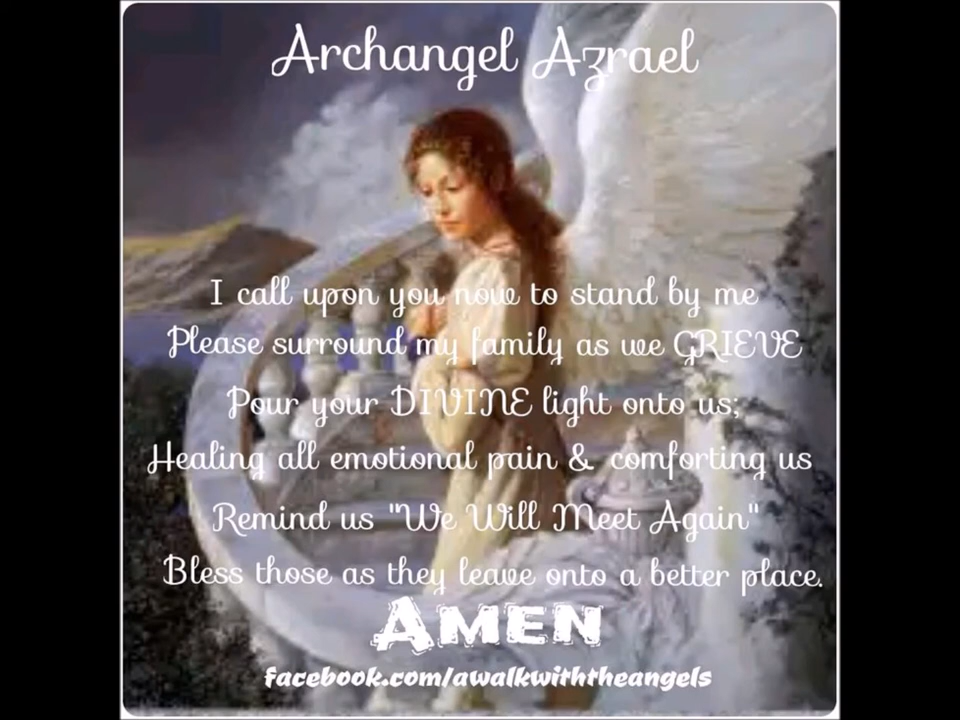 Archangel Azrael
I call upon you now to stand by me
Please surround my family as we GRIEVE
Pour your DIVINE light onto us;
Healing all emotional pain & comforting us
Remind us "We Will Meet Again"
Bless those as they leave onto a better place.
AMEN
facebook.com/awalkwiththeangels